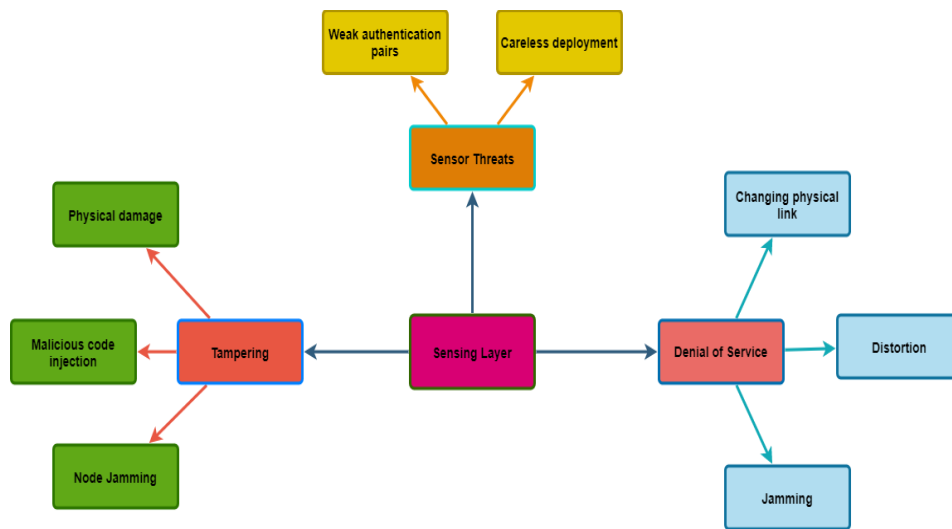 Weak authentication
pairs
Careless deployment
Sensor Threats
Physical damage
Changing physical
link
Malicious code
injection
Tampering
Sensing Layer
Denial of Service
Distortion
Node Jamming
Jamming